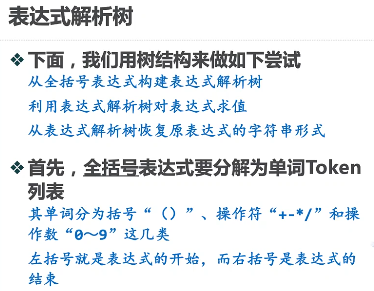 表达式解析树
❖下面，我们用树结构来做如下尝试
从全括号表达式构建表达式解析树
利用表达式解析树对表达式求值
从表达式解析树恢复原表达式的字符串形式
❖首先，全括号表达式要分解为单词Token
列表
其单词分为括号“（）”、操作符“+-*/”和操
作数“0～9”这几类
左括号就是表达式的开始，而右括号是表达式的
结束